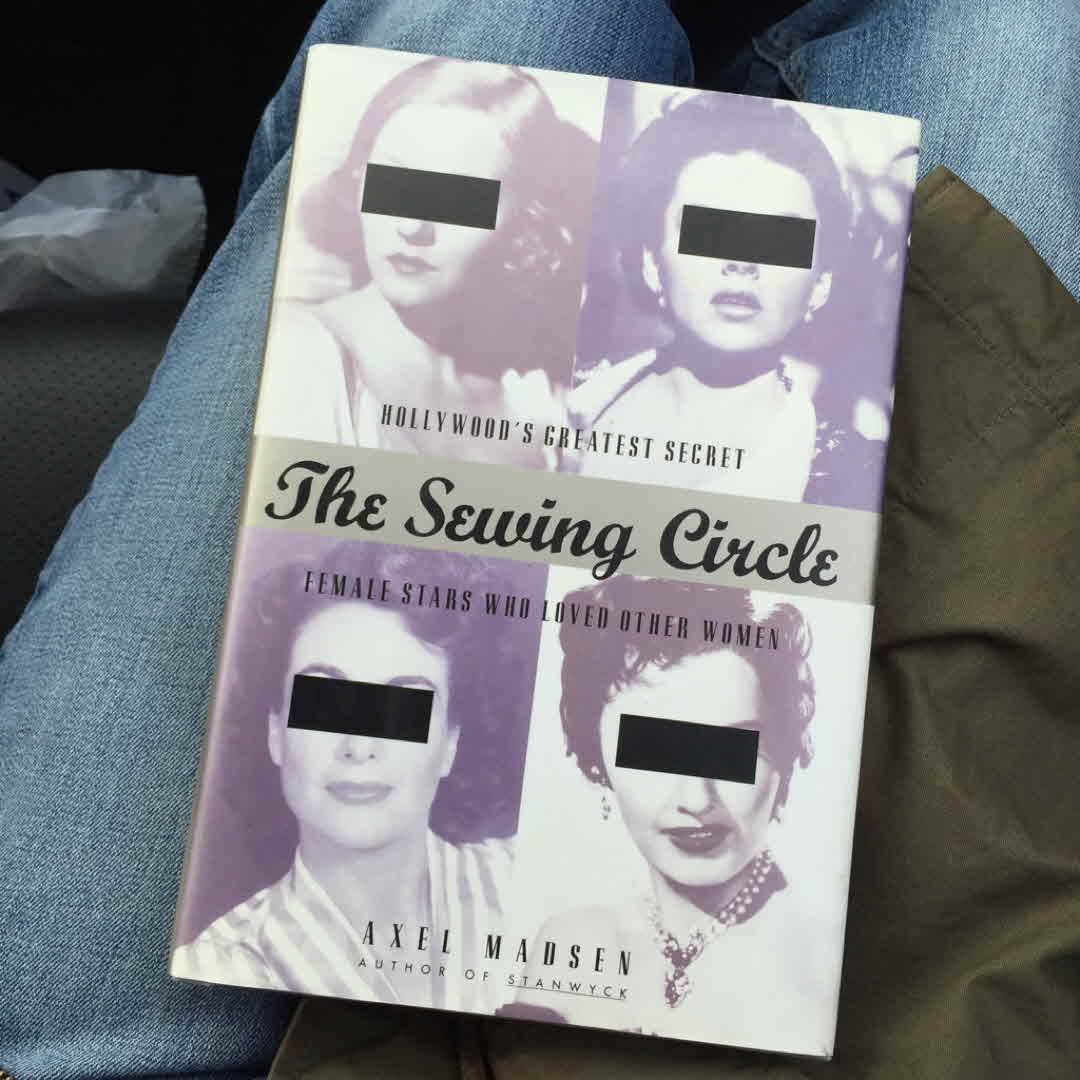 HOLLYWOOD'S GREATEST SECRET
The Sewing Circle
FEMALE STARS WHO LOVED OTHER WOMEN
AXEL MADSEN
AUTHOR OF STANWYCK